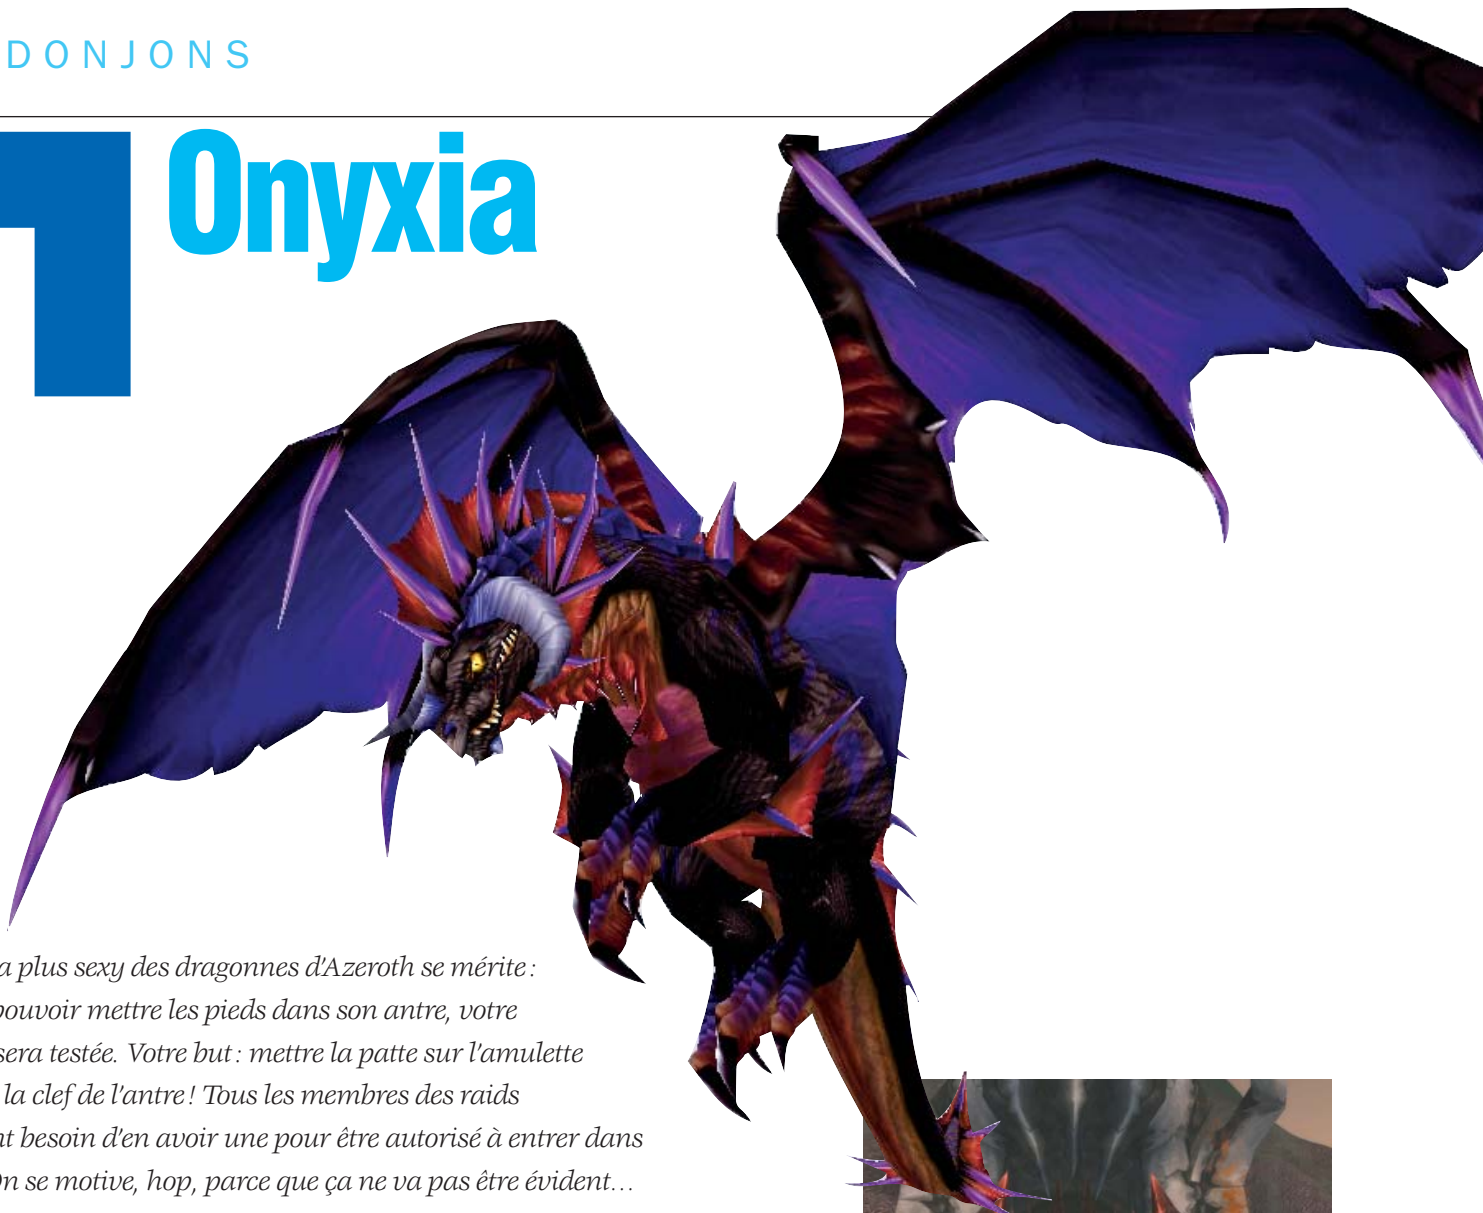 DONJONS
1 Onyxia
a plus sexy des dragonnes d'Azeroth se mérite :
pouvoir mettre les pieds dans son antre, votre
sera testée. Votre but : mettre la patte sur l'amulette
la clef de l'antre ! Tous les membres des raids
nt besoin d'en avoir une pour être autorisé à entrer dans
On se motive, hop, parce que ça ne va pas être évident…